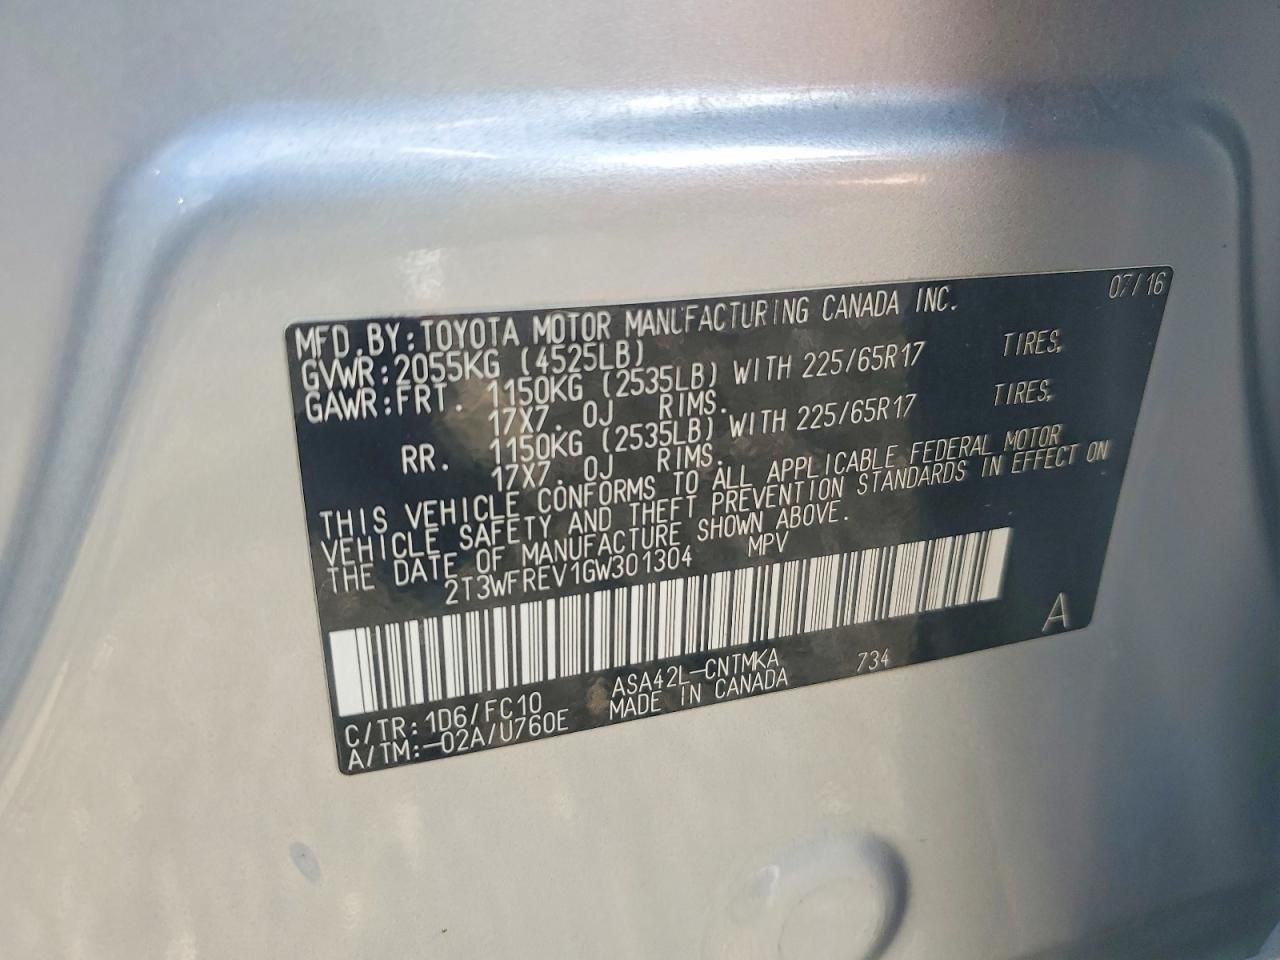 07/16
MFD.BY:TOYOTA MOTOR MANUFACTURING CANADA INC.
GVWR:2055KG (4525LB)
GAWR:FRT. 1150KG (2535LB) WITH 225/65R17 TIRES,
17X7.0J RIMS.
RR. 1150KG (2535LB) WITH 225/65R17 TIRES,
17X7.0J RIMS.
THIS VEHICLE CONFORMS TO ALL APPLICABLE FEDERAL MOTOR
VEHICLE SAFETY AND THEFT PREVENTION STANDARDS IN EFFECT ON
THE DATE OF MANUFACTURE SHOWN ABOVE.
2T3WFREV1GW301304 MPV
A
C/TR:1D6/FC10 ASA42L-CNTMKA 734
A/TM:-02A/U760E MADE IN CANADA